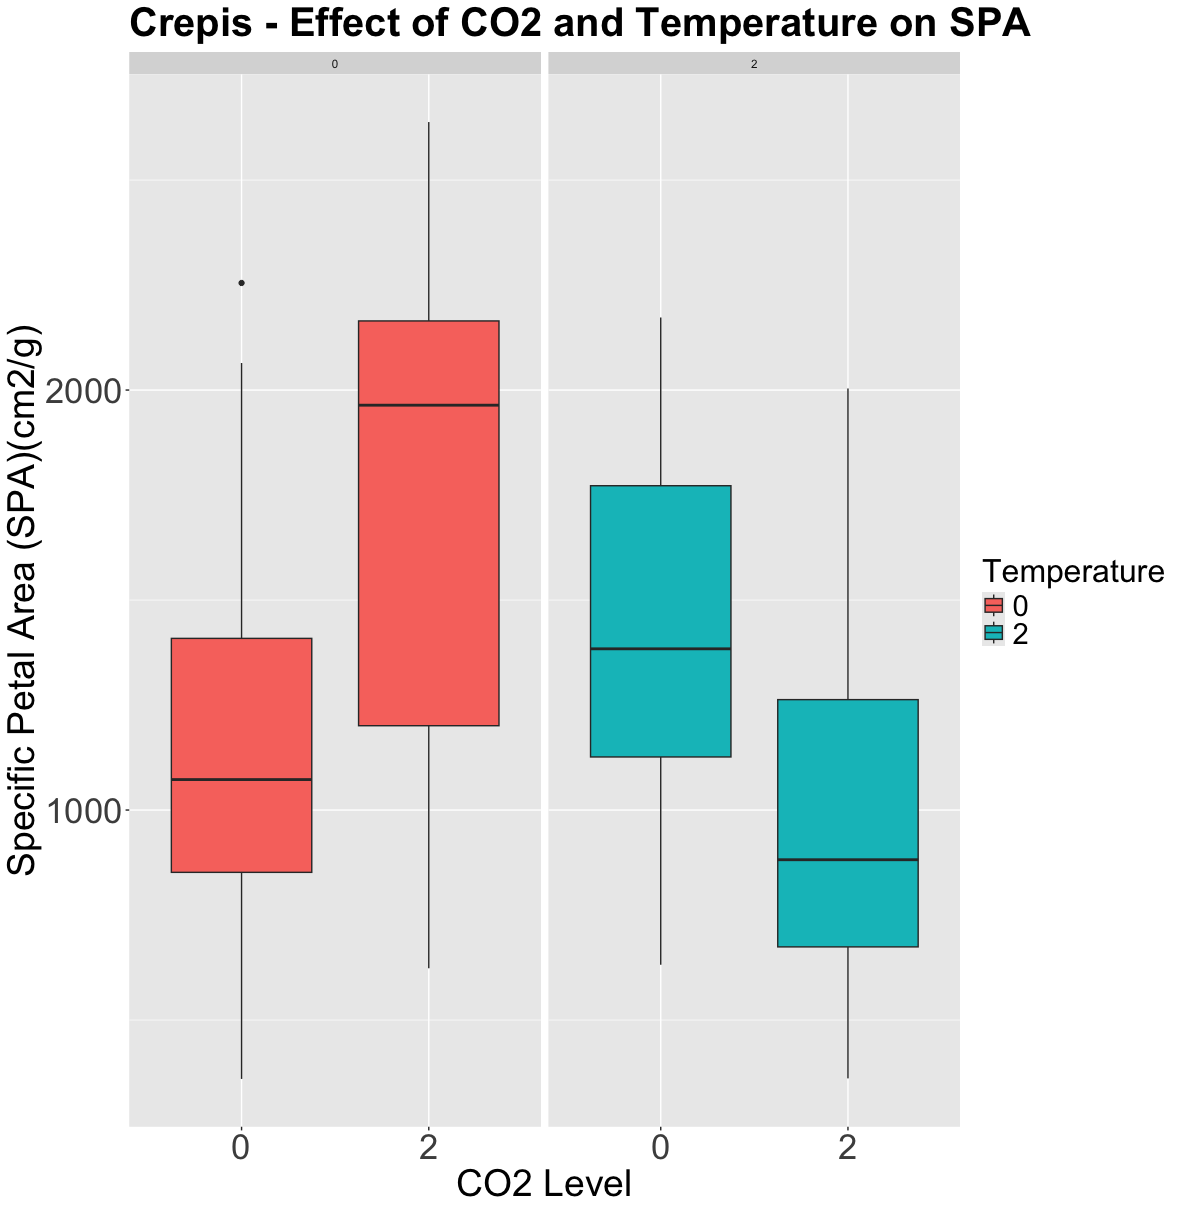 Crepis - Effect of CO2 and Temperature on SPA
0
2
Specific Petal Area (SPA)(cm2/g)
2000
1000
0
2
0
2
CO2 Level
Temperature
0
2